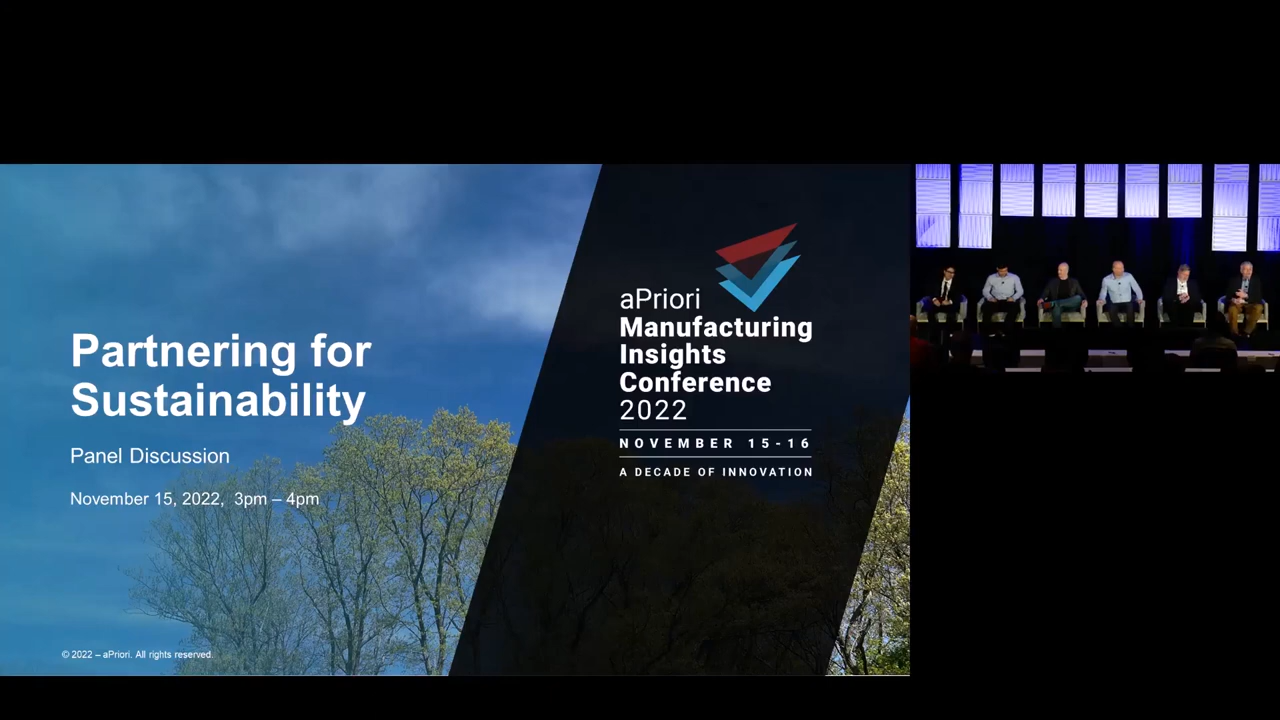 Partnering for
Sustainability
Panel Discussion
November 15, 2022,  3pm – 4pm
© 2022 – aPriori. All rights reserved.
aPriori
Manufacturing
Insights
Conference
2022
NOVEMBER 15-16
A DECADE OF INNOVATION